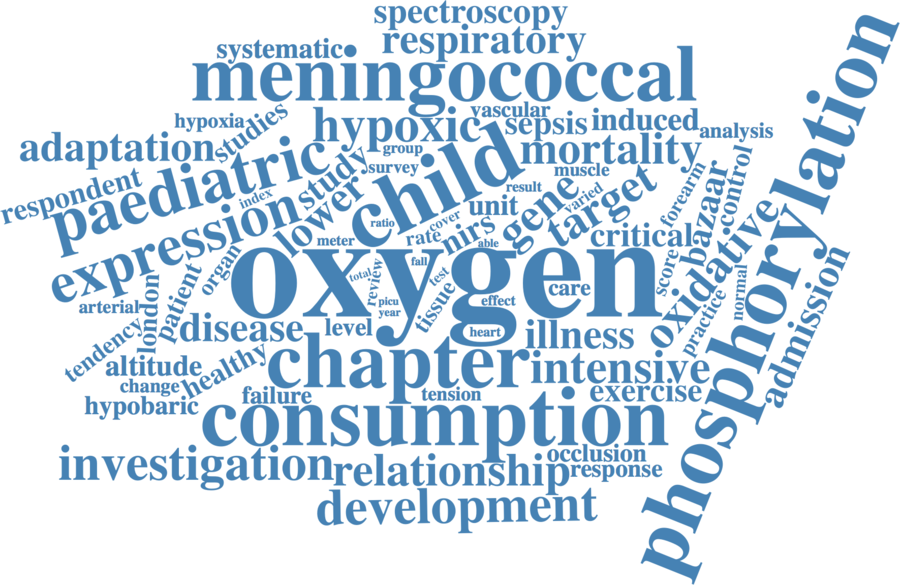 spectroscopy
systematic
respiratory
meningococcal
hypoxia
studies
vascular
hypoxic
sepsis
induced
analysis
adaptation
paediatric
study
group
survey
child
mortality
muscle
respondent
index
expression
lower
ratio
cover
result
unit
gene
varied
target
forearm
bazaar
control
meter
rate
nirs
able
critical
oxygen
organ
total
review
fall
test
tissue
effect
care
score
oxidative
normal
practice
phosphorylation
admission
arterial
london
patient
picu
year
tendency
disease
level
heart
illness
altitude
change
healthy
chapter
intensive
hypobaric
failure
tension
exercise
consumption
investigation
relationship
occlusion
response
development